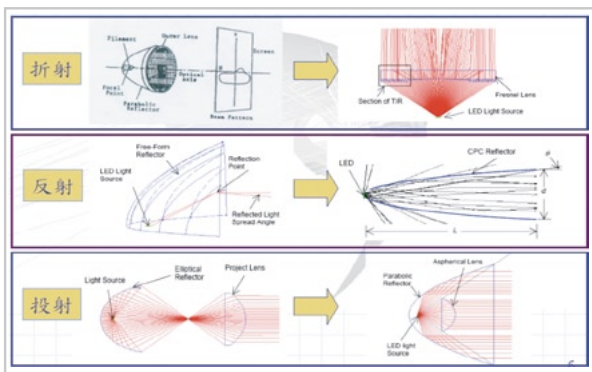 折射
Filament
Outer Lens
Screen
Optical
Axis
Focal
Point
Parabolic
Reflector
Beam Pattern
Section of TIR
Fresnel Lens
LED Light Source
反射
Free-Form
Reflector
LED Light
Source
Reflection
Point
Reflected Light
Spread Angle
LED
CPC Reflector
L
d
投射
Light Source
Elliptical
Reflector
Project Lens
Parabolic
Reflector
Aspherical Lens
LED light
Source